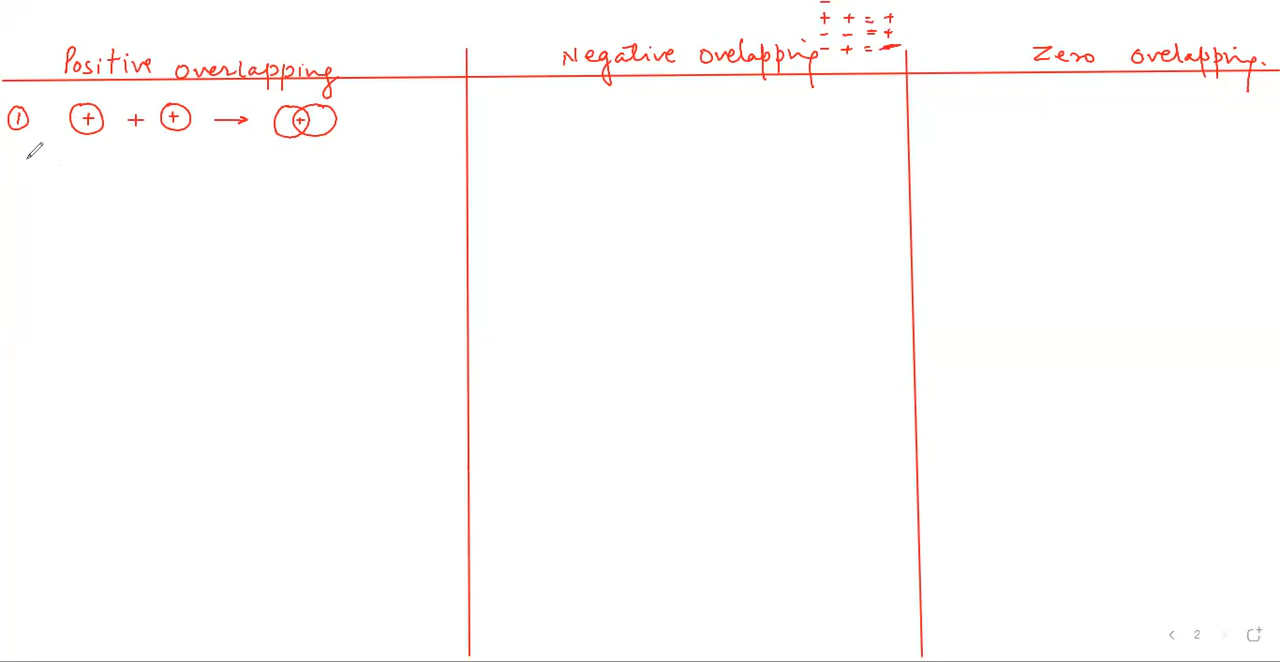 -
+ + = +
- - = +
- + = -
Positive overlapping
Negative Ovelapping
Zero Ovelapping.
① + + + → +
2